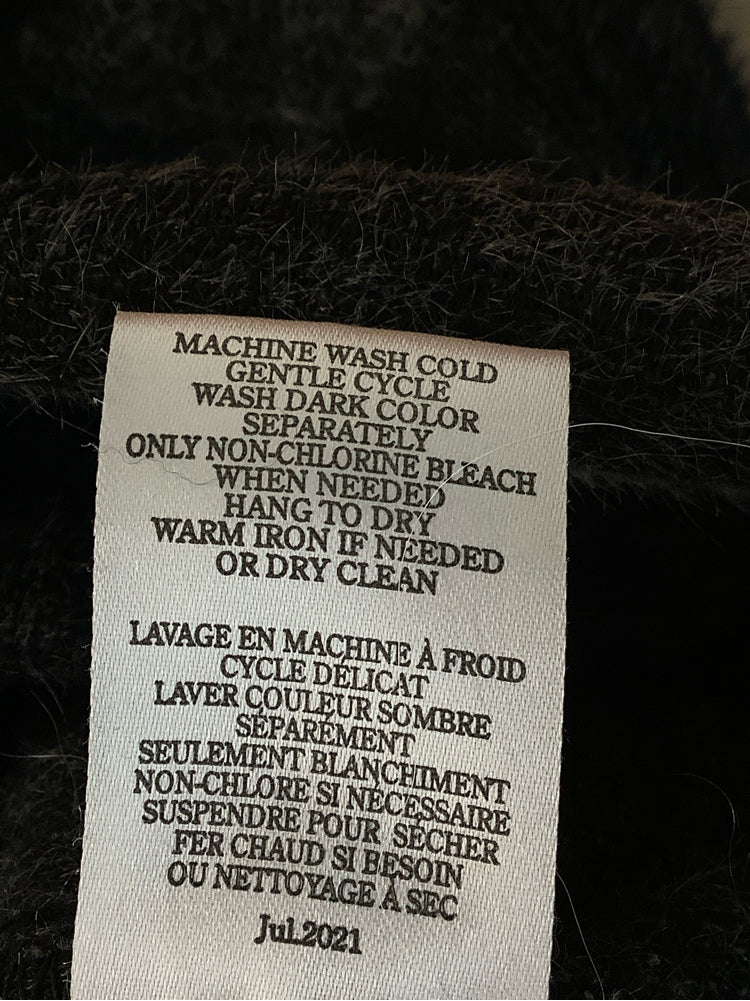 MACHINE WASH COLD
GENTLE CYCLE
WASH DARK COLOR
SEPARATELY
ONLY NON-CHLORINE BLEACH
WHEN NEEDED
HANG TO DRY
WARM IRON IF NEEDED
OR DRY CLEAN
LAVAGE EN MACHINE À FROID
CYCLE DÉLICAT
LAVER COULEUR SOMBRE
SÉPARÉMENT
SEULEMENT BLANCHIMENT
NON-CHLORE SI NÉCESSAIRE
SUSPENDRE POUR SÉCHER
FER CHAUD SI BESOIN
OU NETTOYAGE À SEC
Jul.2021